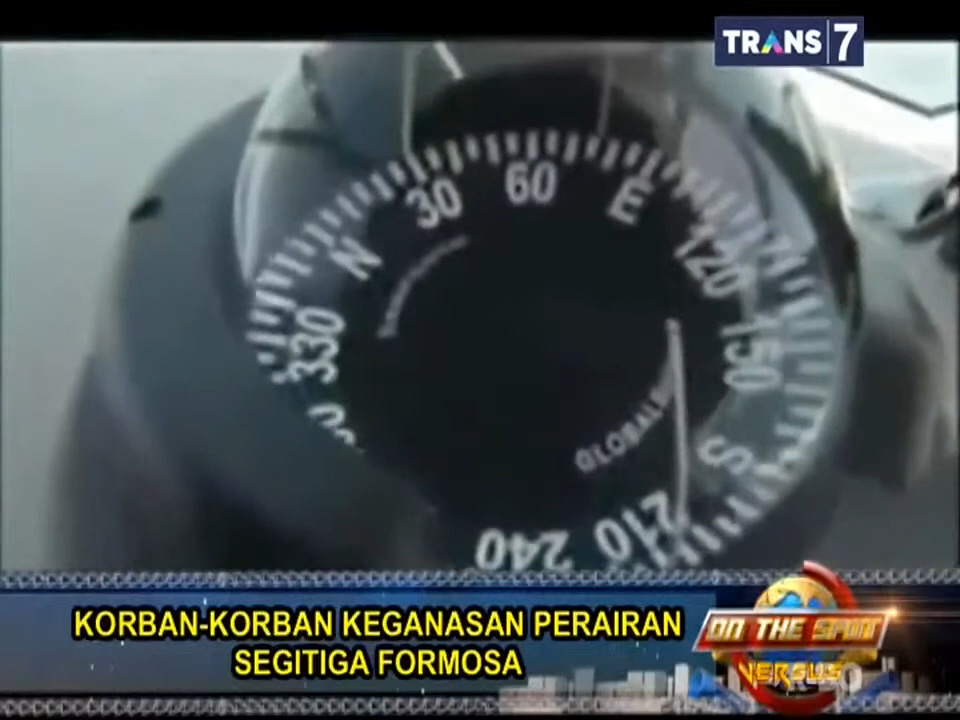 TRANS 7
30 60 E
N 120
330 150
GLOBAL
S
240 210
KORBAN-KORBAN KEGANASAN PERAIRAN
SEGITIGA FORMOSA
ON THE SPOT
VERSUS